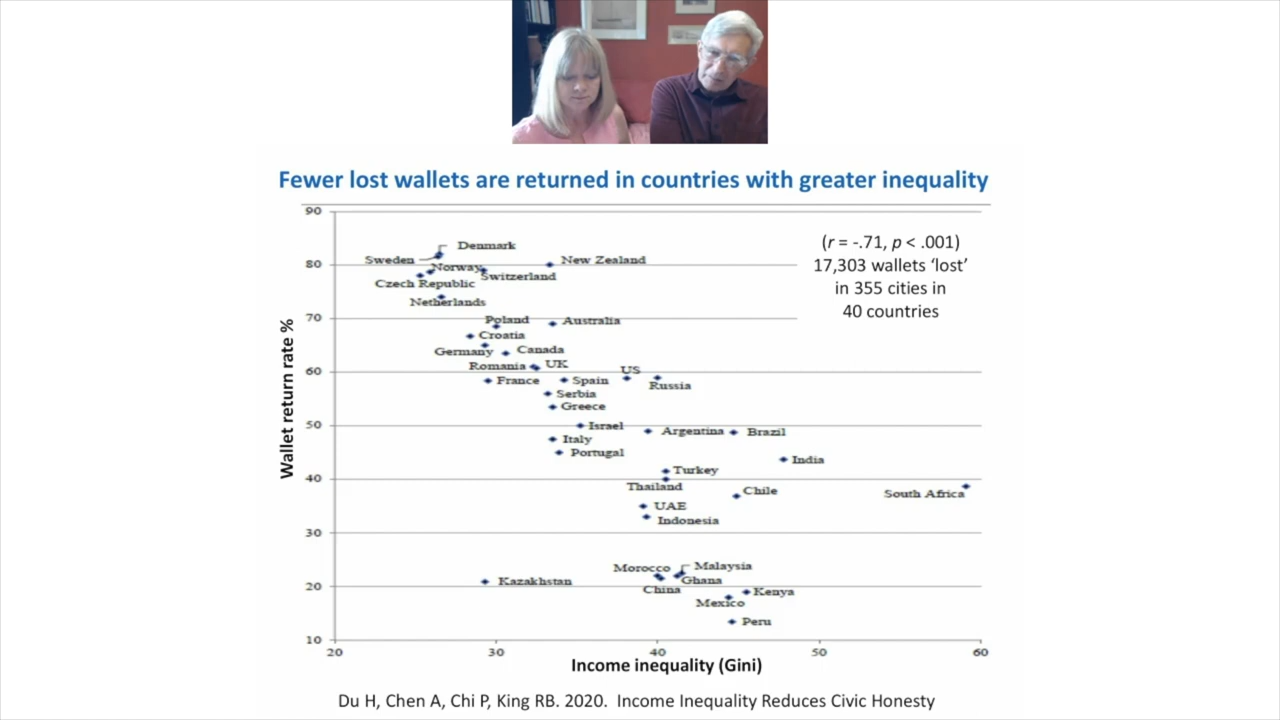 Fewer lost wallets are returned in countries with greater inequality
90
(r = -.71, p < .001)
17,303 wallets ‘lost’
in 355 cities in
40 countries
Denmark
Sweden
New Zealand
80
Norway
Switzerland
Czech Republic
Netherlands
70
Poland
Australia
Croatia
Germany
Canada
Romania
UK
60
US
France
Spain
Russia
Serbia
Greece
50
Israel
Argentina
Brazil
Italy
Portugal
India
Turkey
40
Thailand
Chile
South Africa
UAE
Indonesia
30
Morocco
Malaysia
Kazakhstan
Ghana
20
China
Kenya
Mexico
Peru
10
Wallet return rate %
20
30
40
50
60
Income inequality (Gini)
Du H, Chen A, Chi P, King RB. 2020.  Income Inequality Reduces Civic Honesty